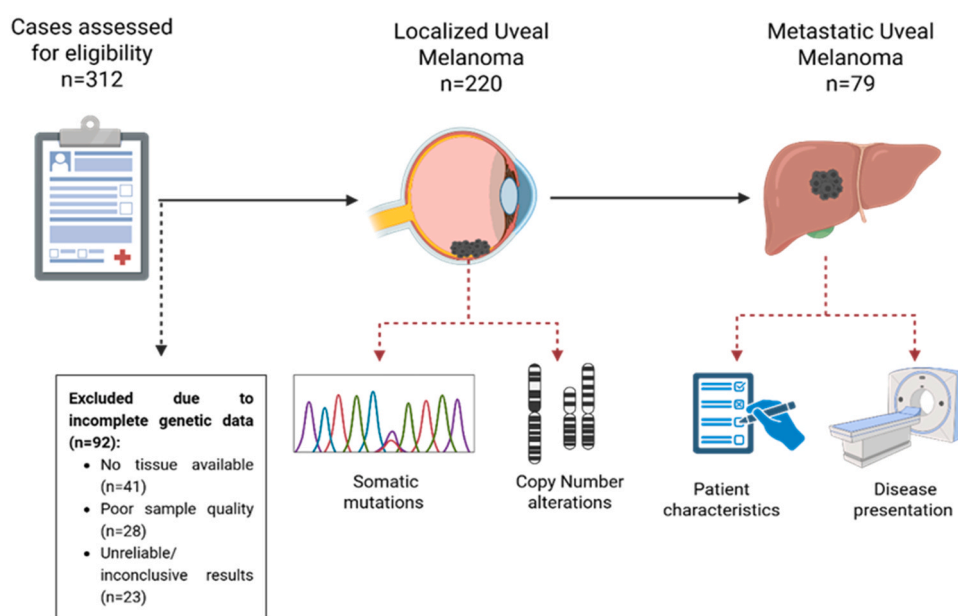 Cases assessed
for eligibility
n=312
Localized Uveal
Melanoma
n=220
Metastatic Uveal
Melanoma
n=79
Excluded due to
incomplete genetic data
(n=92):
• No tissue available
(n=41)
• Poor sample quality
(n=28)
• Unreliable/
inconclusive results
(n=23)
Somatic
mutations
Copy Number
alterations
Patient
characteristics
Disease
presentation